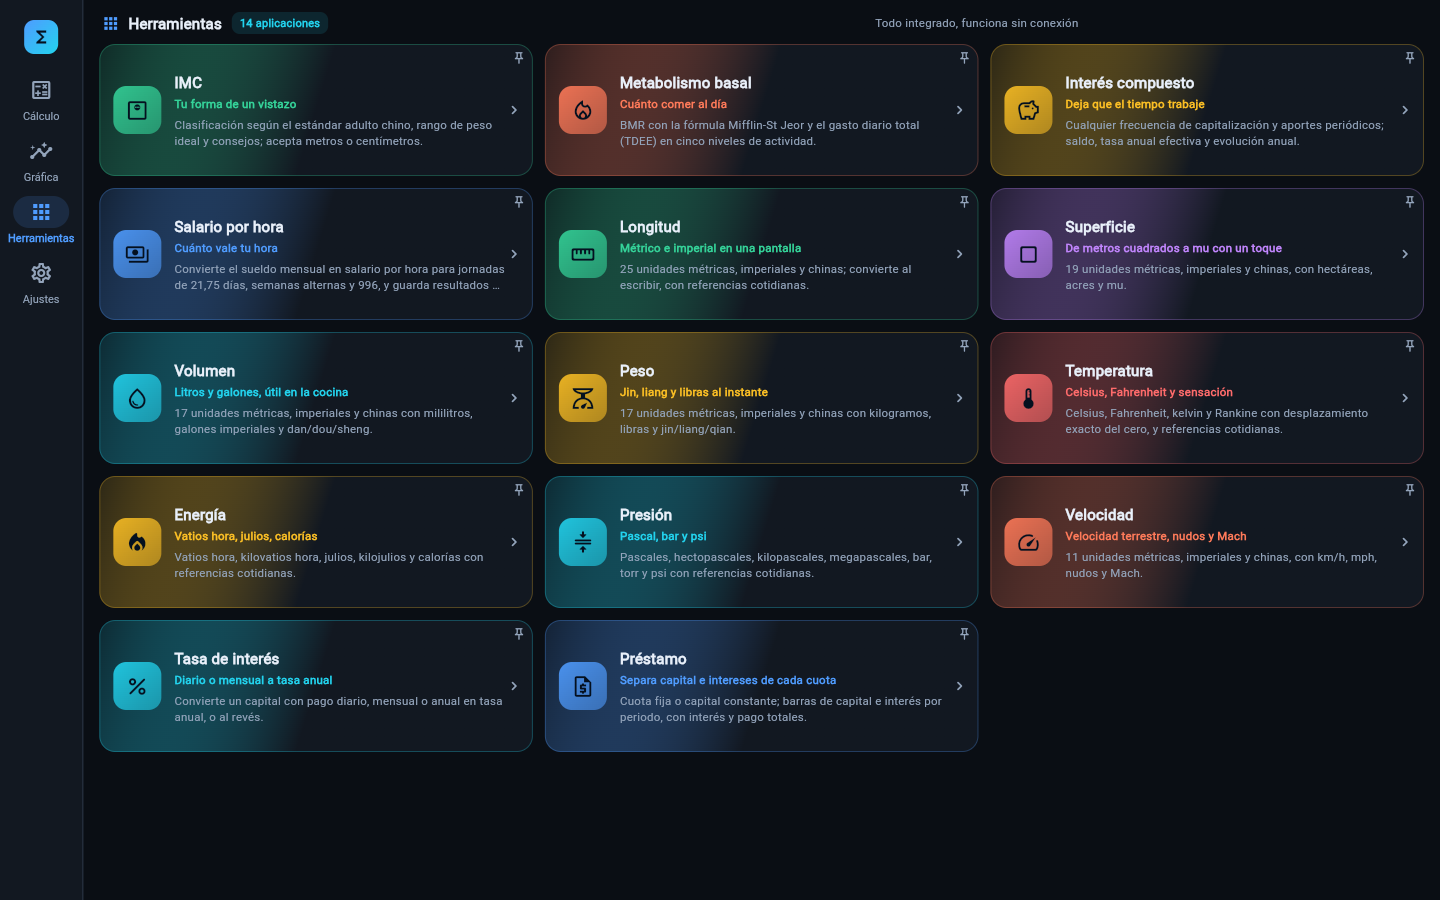 Σ
Cálculo
Gráfica
Herramientas
Ajustes
Herramientas
14 aplicaciones
Todo integrado, funciona sin conexión
IMC
Tu forma de un vistazo
Clasificación según el estándar adulto chino, rango de peso
ideal y consejos; acepta metros o centímetros.
Metabolismo basal
Cuánto comer al día
BMR con la fórmula Mifflin-St Jeor y el gasto diario total
(TDEE) en cinco niveles de actividad.
Interés compuesto
Deja que el tiempo trabaje
Cualquier frecuencia de capitalización y aportes periódicos;
saldo, tasa anual efectiva y evolución anual.
Salario por hora
Cuánto vale tu hora
Convierte el sueldo mensual en salario por hora para jornadas
de 21,75 días, semanas alternas y 996, y guarda resultados ...
Longitud
Métrico e imperial en una pantalla
25 unidades métricas, imperiales y chinas; convierte al
escribir, con referencias cotidianas.
Superficie
De metros cuadrados a mu con un toque
19 unidades métricas, imperiales y chinas, con hectáreas,
acres y mu.
Volumen
Litros y galones, útil en la cocina
17 unidades métricas, imperiales y chinas con mililitros,
galones imperiales y dan/dou/sheng.
Peso
Jin, liang y libras al instante
17 unidades métricas, imperiales y chinas con kilogramos,
libras y jin/liang/qian.
Temperatura
Celsius, Fahrenheit y sensación
Celsius, Fahrenheit, kelvin y Rankine con desplazamiento
exacto del cero, y referencias cotidianas.
Energía
Vatios hora, julios, calorías
Vatios hora, kilovatios hora, julios, kilojulios y calorías con
referencias cotidianas.
Presión
Pascal, bar y psi
Pascales, hectopascales, kilopascales, megapascales, bar,
torr y psi con referencias cotidianas.
Velocidad
Velocidad terrestre, nudos y Mach
11 unidades métricas, imperiales y chinas, con km/h, mph,
nudos y Mach.
Tasa de interés
Diario o mensual a tasa anual
Convierte un capital con pago diario, mensual o anual en tasa
anual, o al revés.
Préstamo
Separa capital e intereses de cada cuota
Cuota fija o capital constante; barras de capital e interés por
periodo, con interés y pago totales.